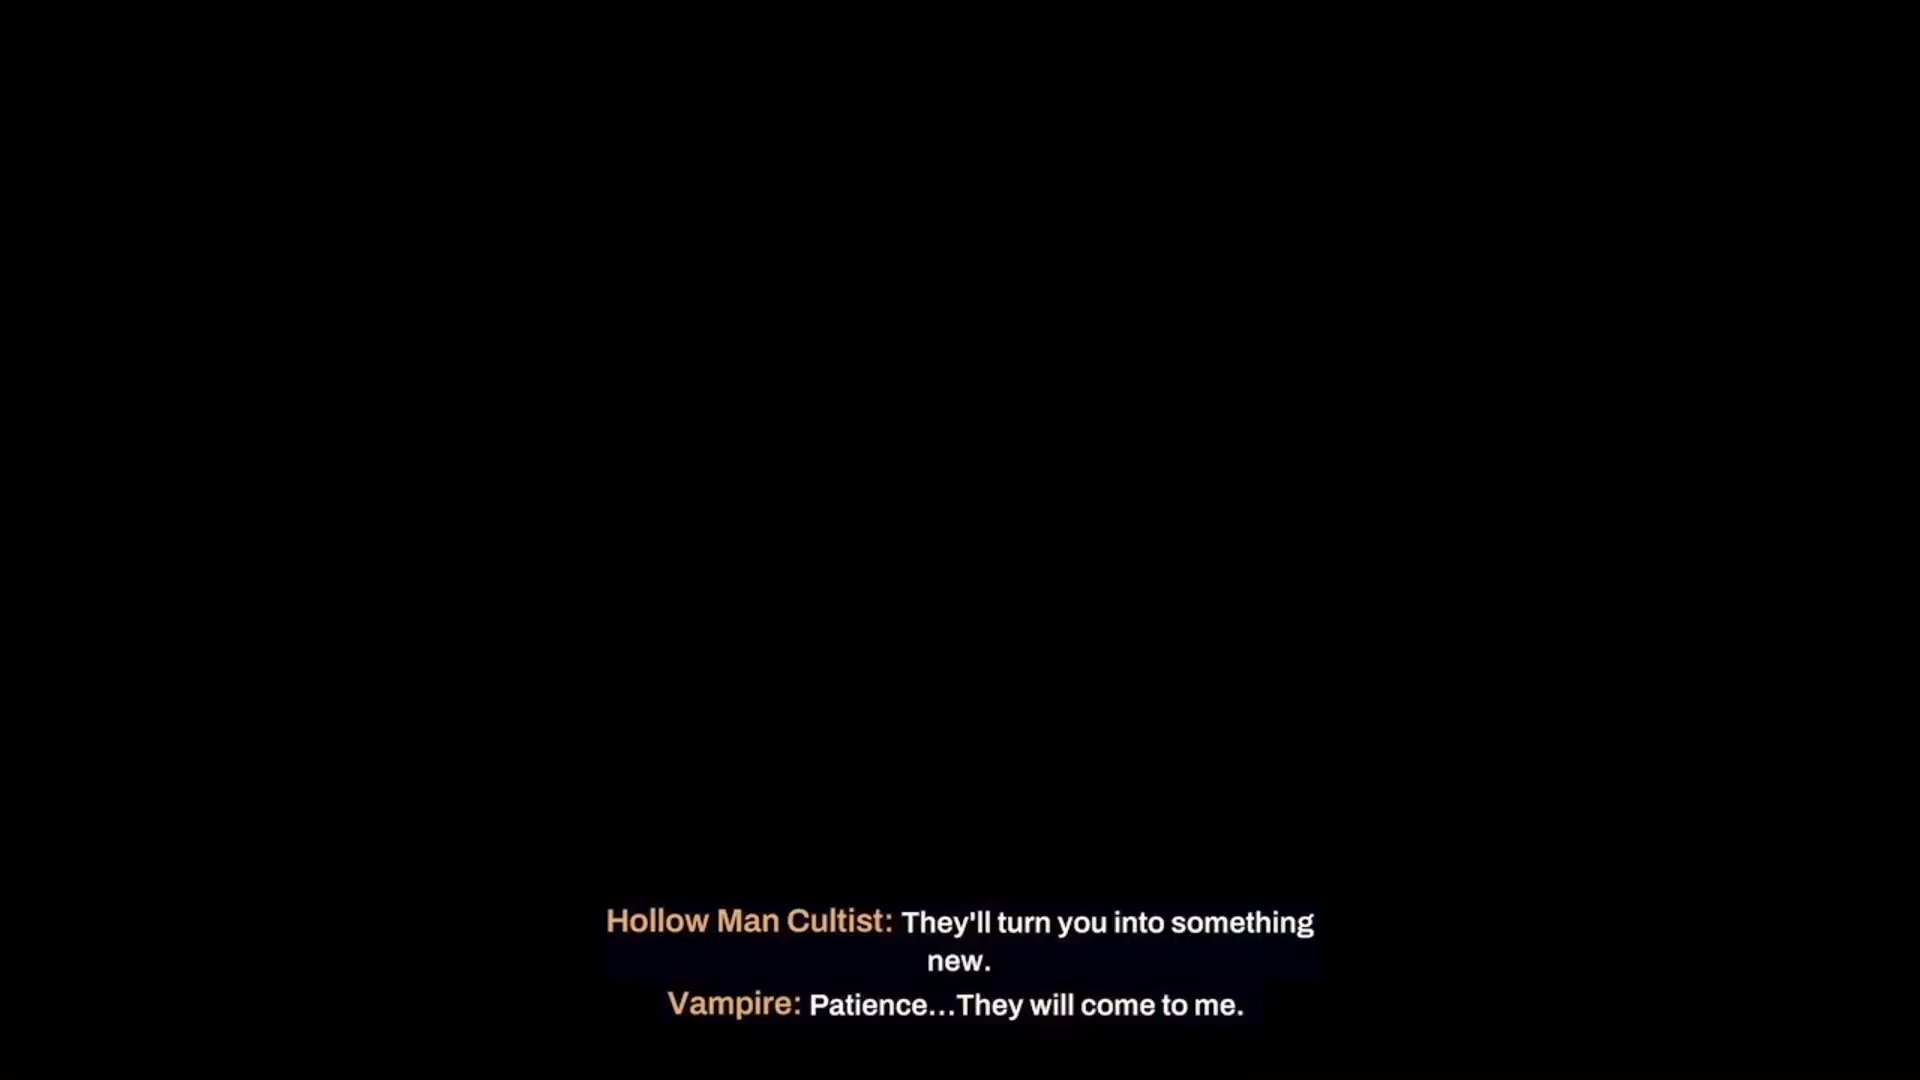 Hollow Man Cultist: They'll turn you into something
new.
Vampire: Patience...They will come to me.